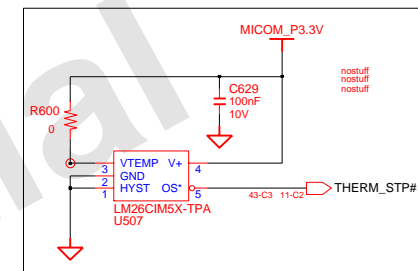 MICOM_P3.3V
nostuff
nostuff
nostuff
C629
100nF
10V
R600
0
VTEMP V+
3 4
GND
2
HYST OS*
1 5
43-C3 11-C2 THERM_STP#
LM26CIM5X-TPA
U507